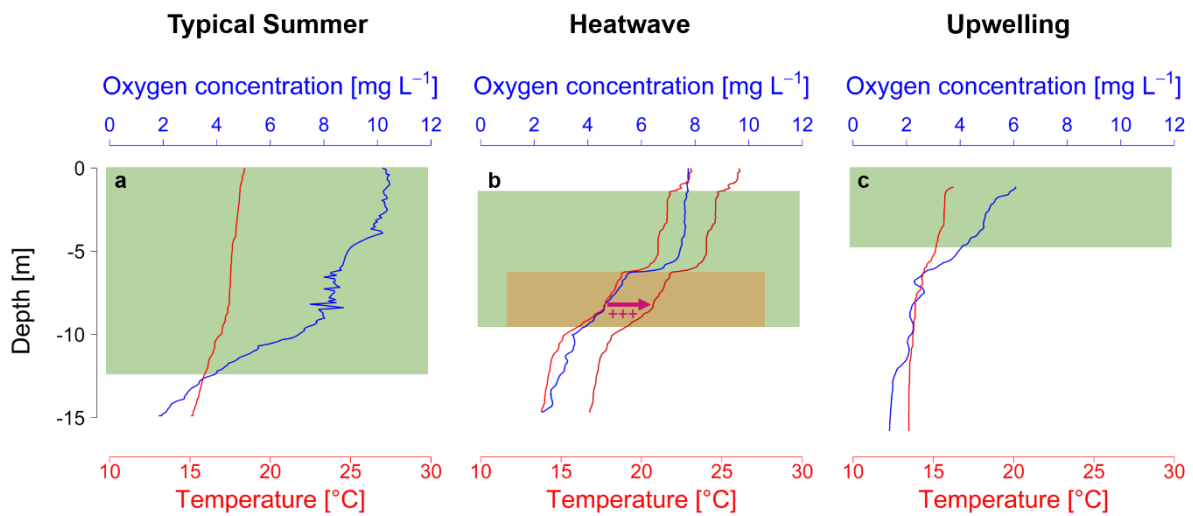 Typical Summer Heatwave Upwelling
Oxygen concentration [mg L⁻¹] Oxygen concentration [mg L⁻¹] Oxygen concentration [mg L⁻¹]
0 2 4 6 8 10 12 0 2 4 6 8 10 12 0 2 4 6 8 10 12
0 a b c
-5
+++
-10
-15
Depth [m]
10 15 20 25 30 10 15 20 25 30 10 15 20 25 30
Temperature [°C] Temperature [°C] Temperature [°C]